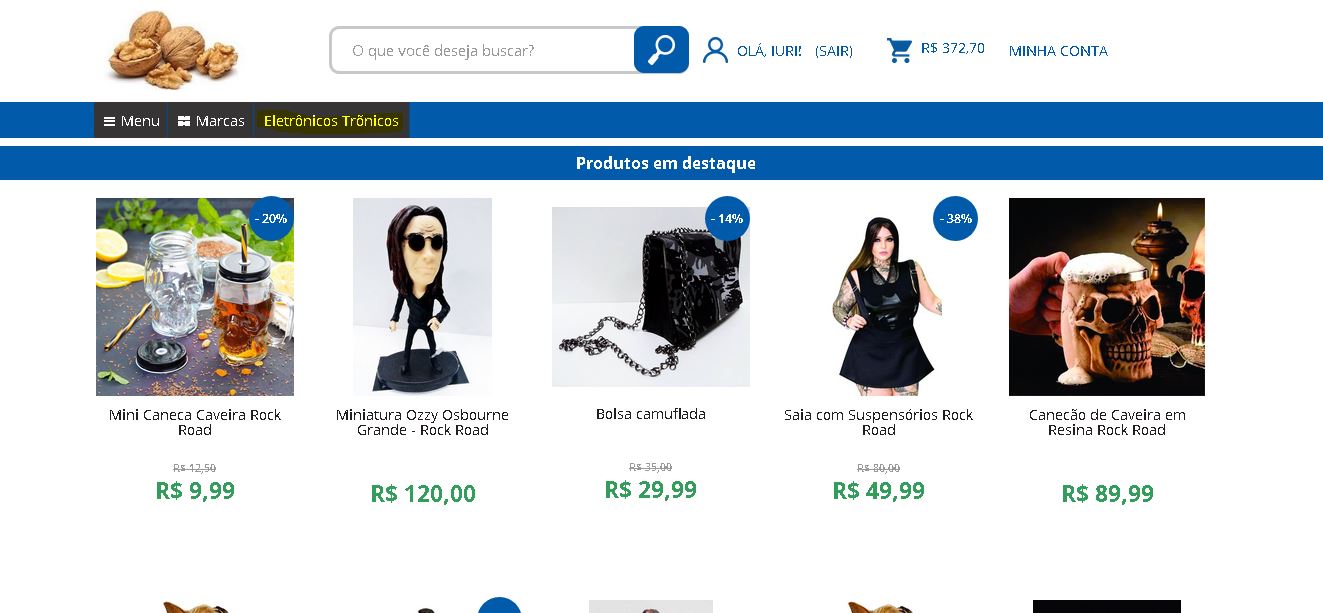 O que você deseja buscar?
OLÁ, IURI! (SAIR)
R$ 372,70
MINHA CONTA
Menu
Marcas
Eletrônicos Trõnicos
Produtos em destaque
- 20%
- 14%
- 38%
Mini Caneca Caveira Rock
Road
R$ 12,50
R$ 9,99
Miniatura Ozzy Osbourne
Grande - Rock Road
R$ 120,00
Bolsa camuflada
R$ 35,00
R$ 29,99
Saia com Suspensórios Rock
Road
R$ 80,00
R$ 49,99
Canecão de Caveira em
Resina Rock Road
R$ 89,99